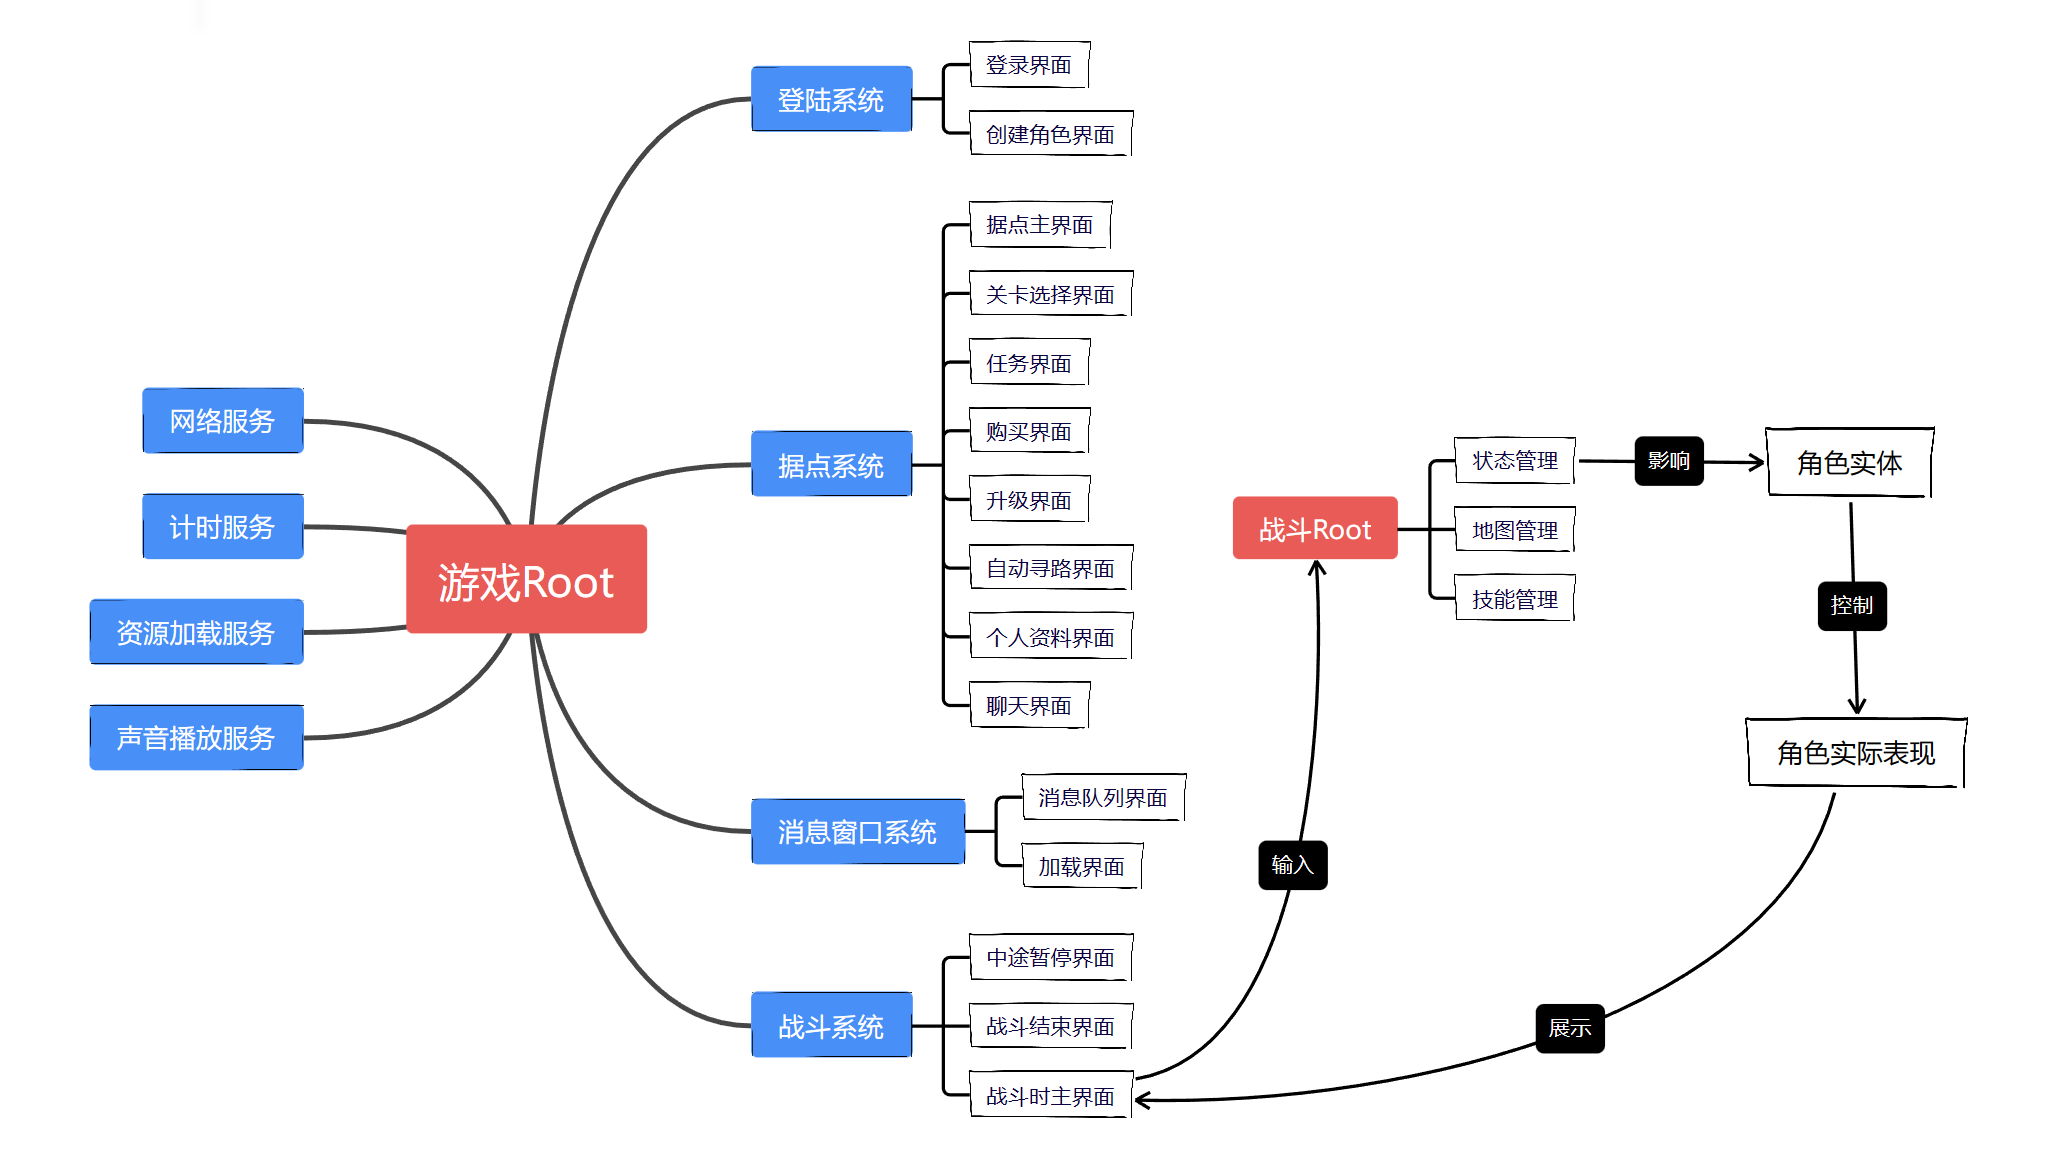 游戏Root
网络服务
计时服务
资源加载服务
声音播放服务
登陆系统
登录界面
创建角色界面
据点系统
据点主界面
关卡选择界面
任务界面
购买界面
升级界面
自动寻路界面
个人资料界面
聊天界面
消息窗口系统
消息队列界面
加载界面
战斗系统
中途暂停界面
战斗结束界面
战斗时主界面
输入
战斗Root
状态管理
地图管理
技能管理
影响
角色实体
控制
角色实际表现
展示